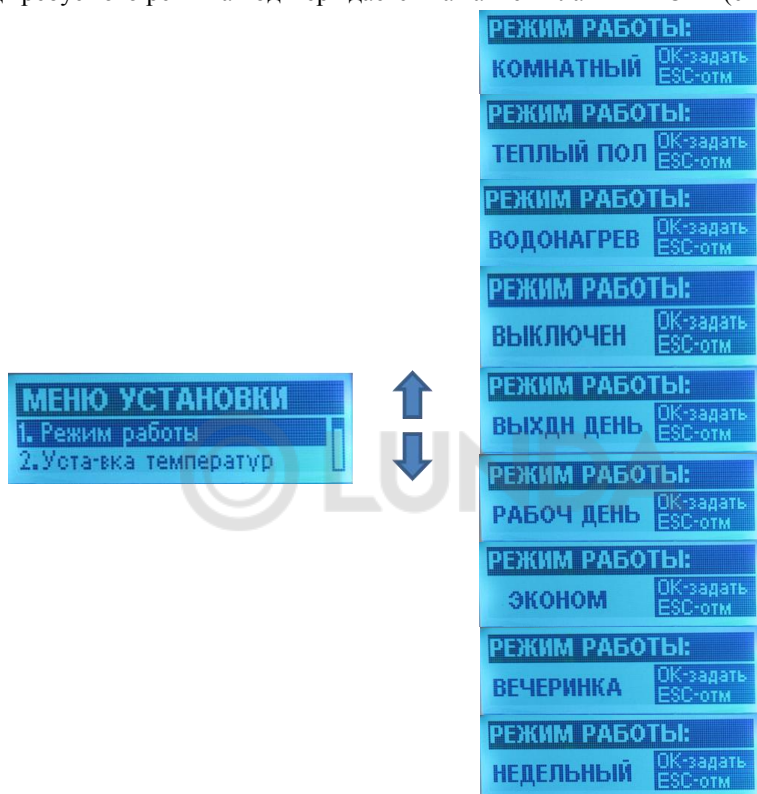 РЕЖИМ РАБОТЫ:
КОМНАТНЫЙ
OK-задать
ESC-отм
РЕЖИМ РАБОТЫ:
ТЕПЛЫЙ ПОЛ
OK-задать
ESC-отм
РЕЖИМ РАБОТЫ:
ВОДОНАГРЕВ
OK-задать
ESC-отм
РЕЖИМ РАБОТЫ:
ВЫКЛЮЧЕН
OK-задать
ESC-отм
МЕНЮ УСТАНОВКИ
1. Режим работы
2.Уста-вка температур
РЕЖИМ РАБОТЫ:
ВЫХДН ДЕНЬ
OK-задать
ESC-отм
РЕЖИМ РАБОТЫ:
РАБОЧ ДЕНЬ
OK-задать
ESC-отм
РЕЖИМ РАБОТЫ:
ЭКОНОМ
OK-задать
ESC-отм
РЕЖИМ РАБОТЫ:
ВЕЧЕРИНКА
OK-задать
ESC-отм
РЕЖИМ РАБОТЫ:
НЕДЕЛЬНЫЙ
OK-задать
ESC-отм
LUNDA